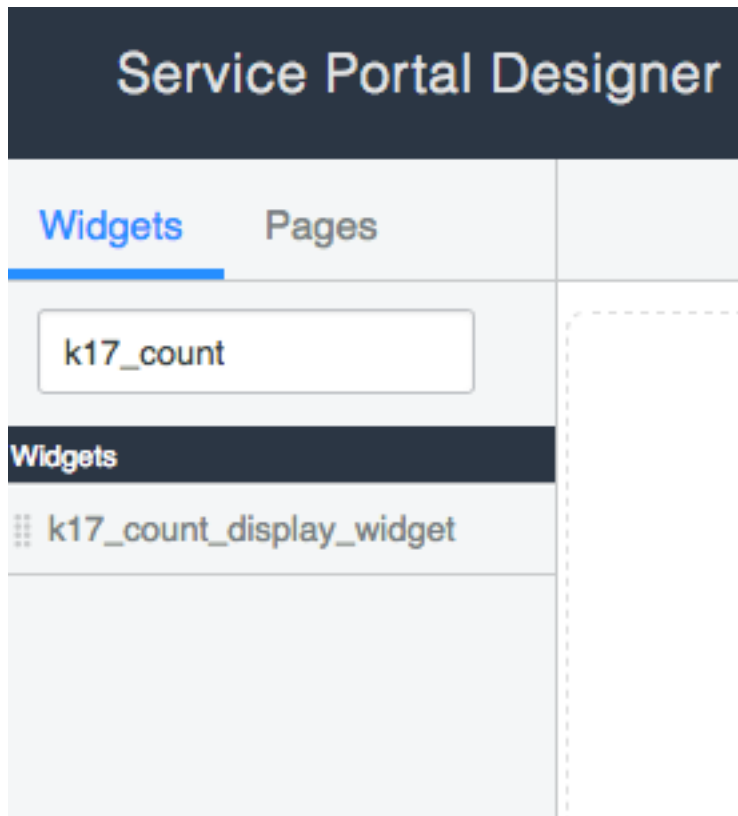 Service Portal Designer
Widgets Pages
k17_count
Widgets
k17_count_display_widget